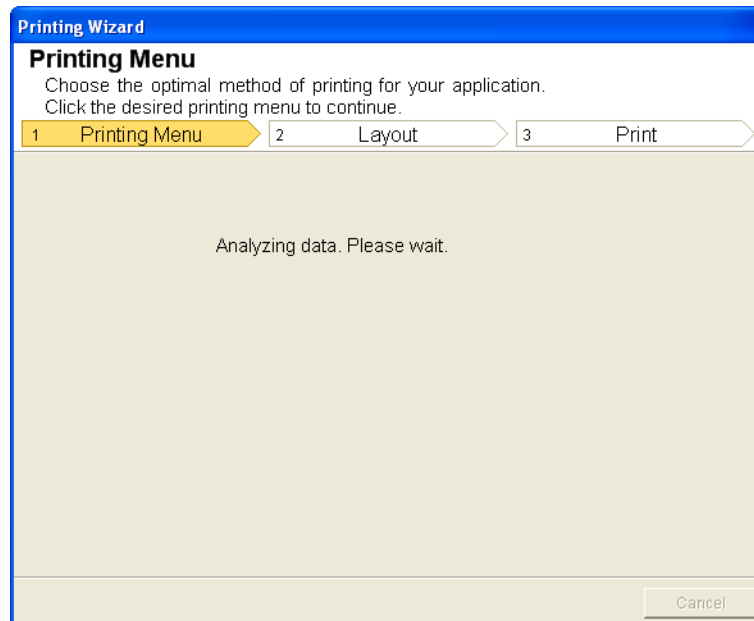 Printing Wizard
Printing Menu
Choose the optimal method of printing for your application.
Click the desired printing menu to continue.
1 Printing Menu 2 Layout 3 Print
Analyzing data. Please wait.
Cancel